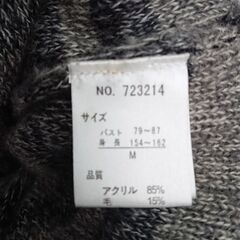 NO. 723214
サイズ
バスト 79~87
身長 154~162
M
品質
アクリル 85%
毛 15%